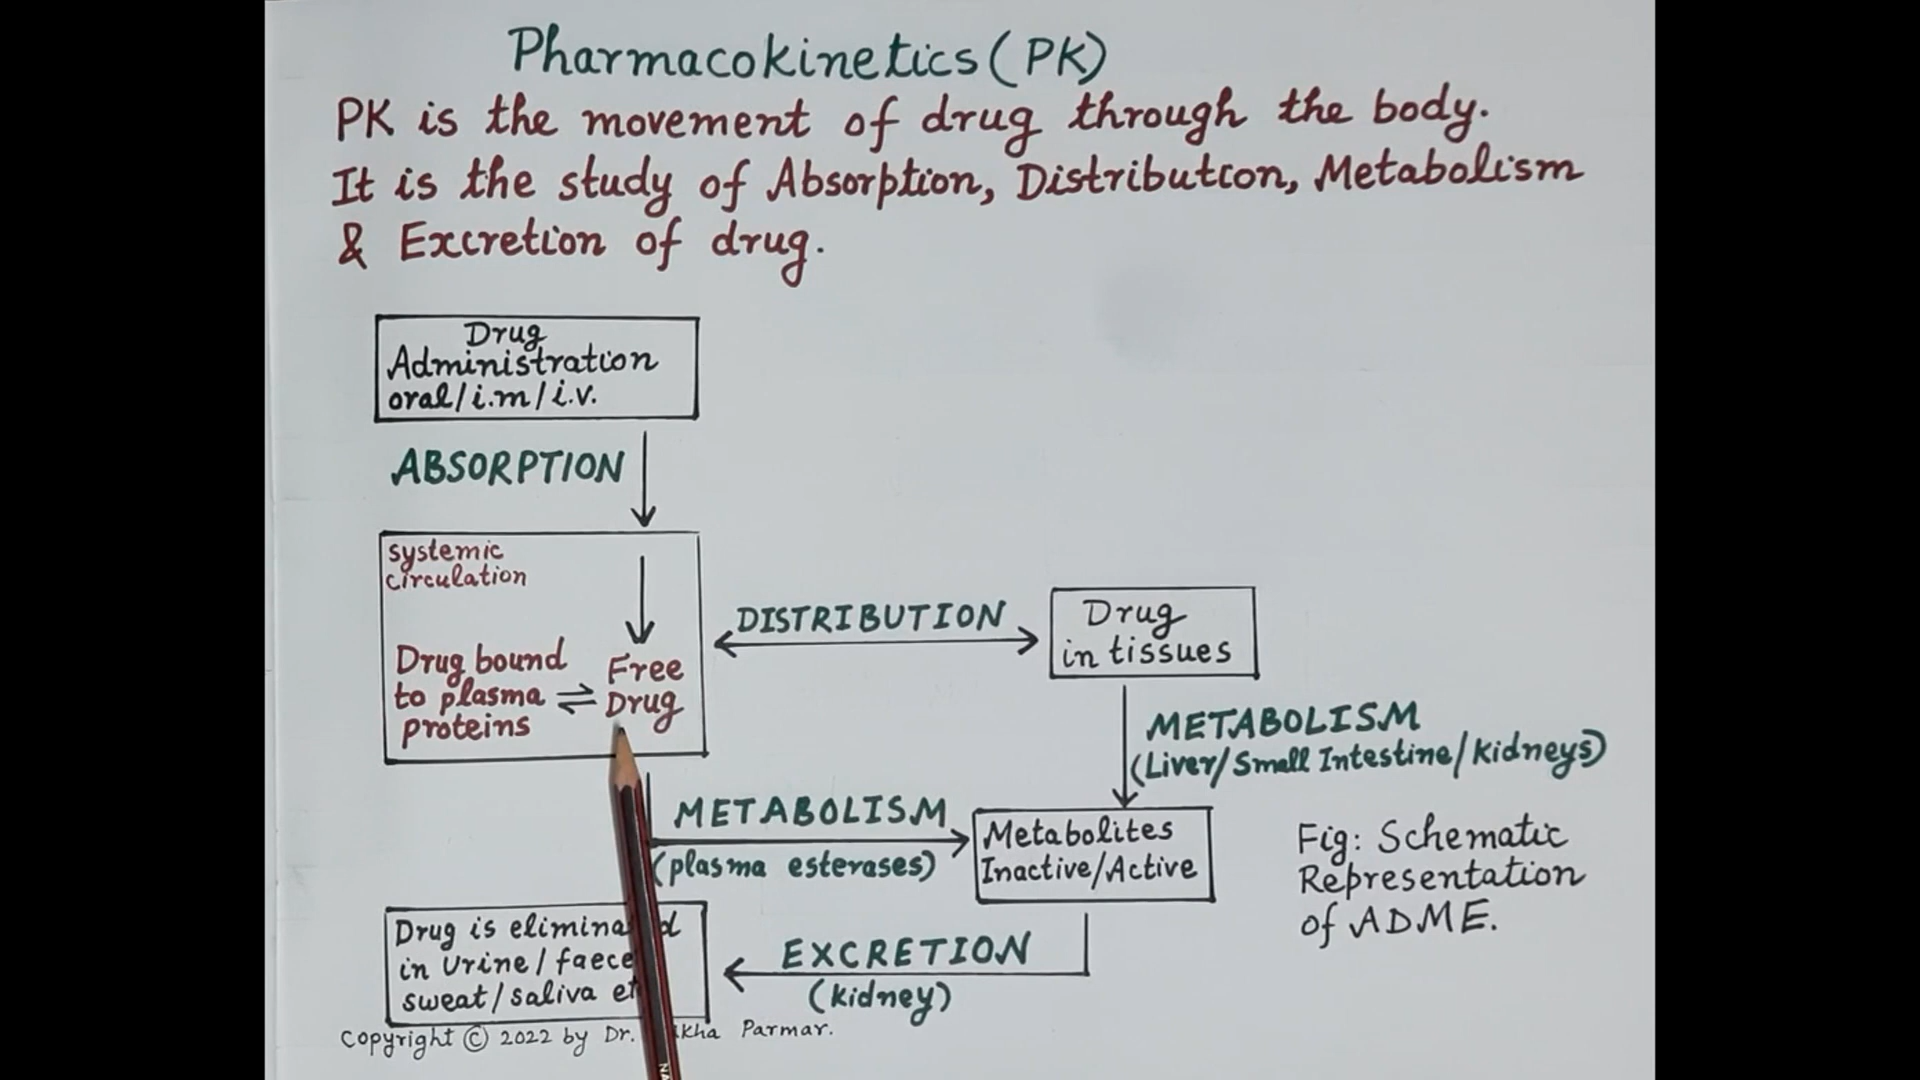 Pharmacokinetics (PK)
PK is the movement of drug through the body.
It is the study of Absorption, Distribution, Metabolism
& Excretion of drug.
Drug
Administration
oral/i.m/i.v.
ABSORPTION
systemic
circulation
Drug bound
to plasma
proteins
⇌
Free
Drug
DISTRIBUTION
Drug
in tissues
METABOLISM
(Liver/Small Intestine/Kidneys)
METABOLISM
(plasma esterases)
Metabolites
Inactive/Active
EXCRETION
(kidney)
Drug is
in Urine/
sweat/saliva
Fig: Schematic
Representation
of ADME.
Copyright © 2022 by Dr. Parmar.